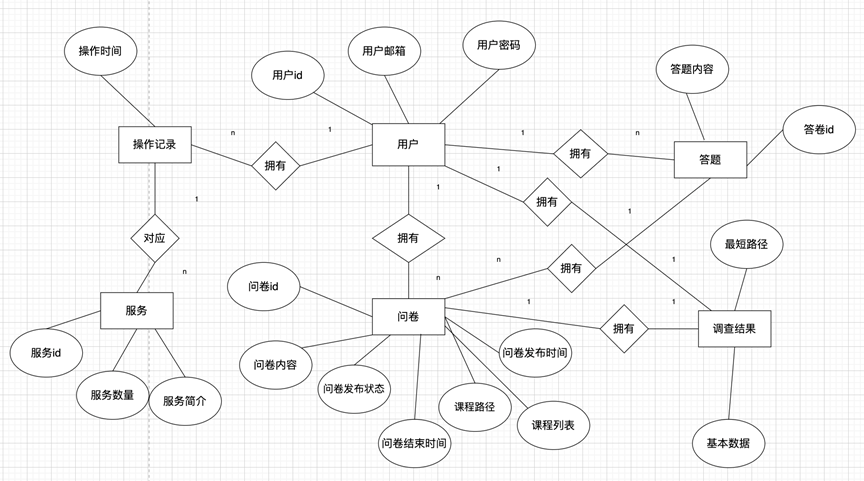 操作时间
用户id
用户邮箱
用户密码
答题内容
答卷id
操作记录
n
拥有
1
用户
1
拥有
n
答题
1
拥有
1
1
拥有
n
1
拥有
n
1
对应
n
最短路径
服务
问卷id
问卷
1
拥有
1
调查结果
服务id
服务数量
服务简介
问卷内容
问卷发布状态
问卷结束时间
课程路径
课程列表
问卷发布时间
基本数据